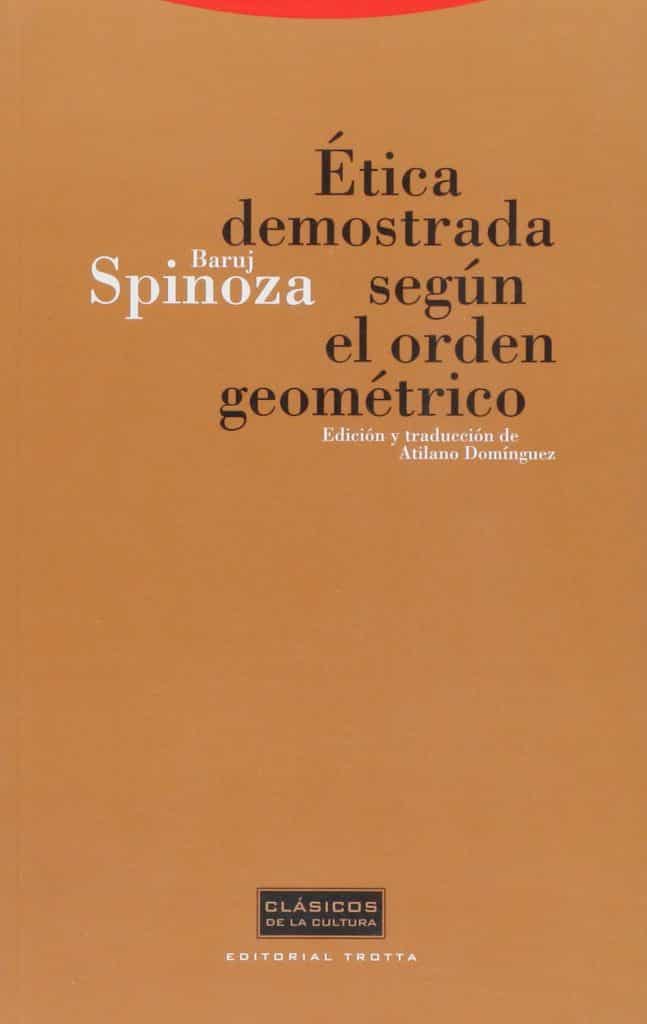 Ética
demostrada
Baruj
Spinoza
según
el orden
geométrico
Edición y traducción de
Atilano Domínguez
CLÁSICOS
DE LA CULTURA
EDITORIAL TROTTA